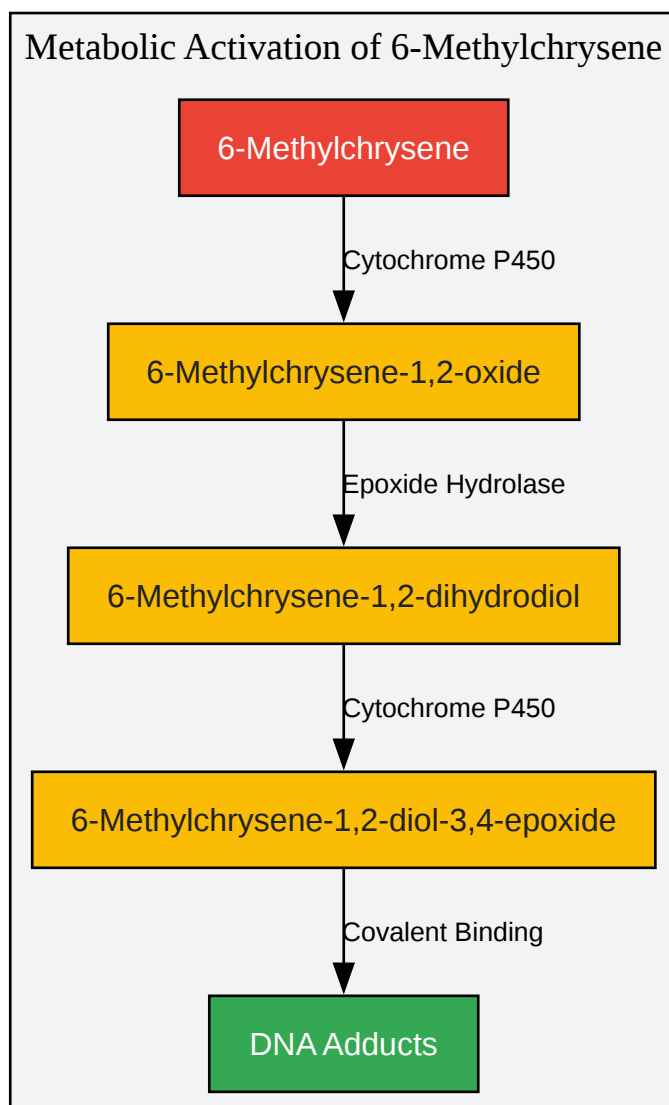 Metabolic Activation of 6-Methylchrysene
6-Methylchrysene
Cytochrome P450
6-Methylchrysene-1,2-oxide
Epoxide Hydrolase
6-Methylchrysene-1,2-dihydrodiol
Cytochrome P450
6-Methylchrysene-1,2-diol-3,4-epoxide
Covalent Binding
DNA Adducts